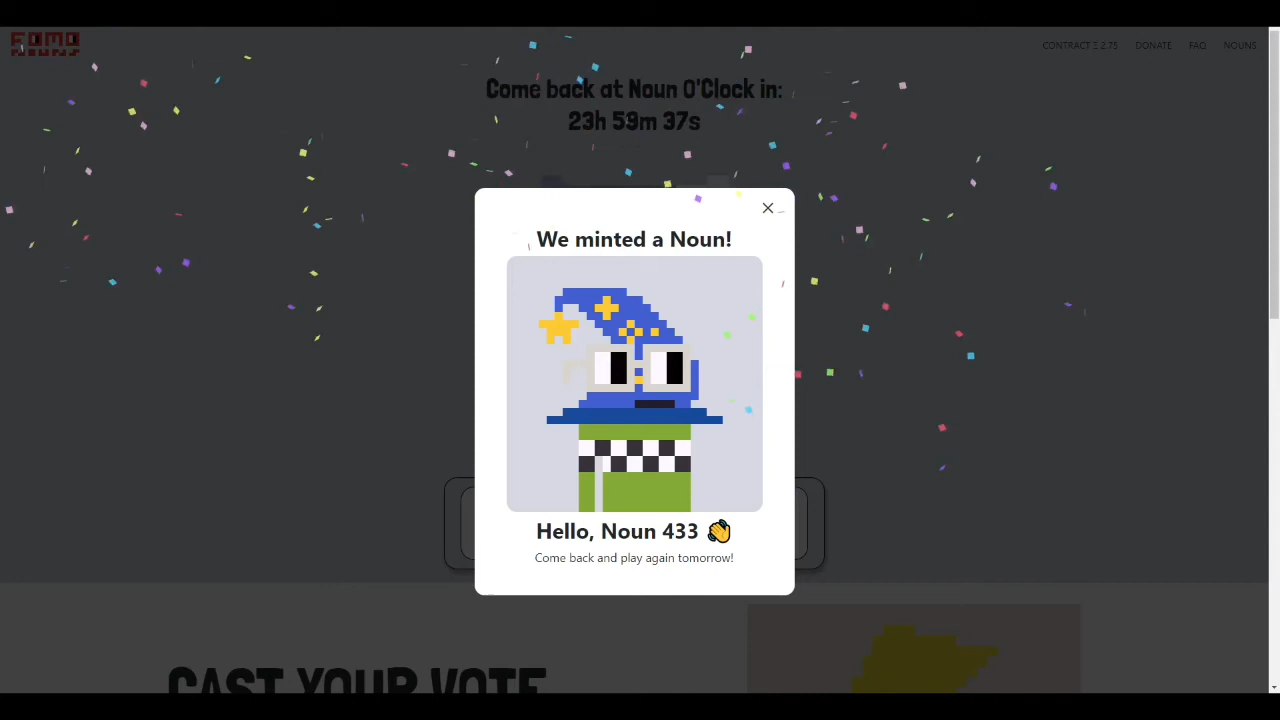 FOMO
NOUNS
CONTRACT Ξ 2.75
DONATE
FAQ
NOUNS
Come back at Noun O'Clock in:
23h 59m 37s
We minted a Noun!
Hello, Noun 433 👋
Come back and play again tomorrow!
CAST YOUR VOTE